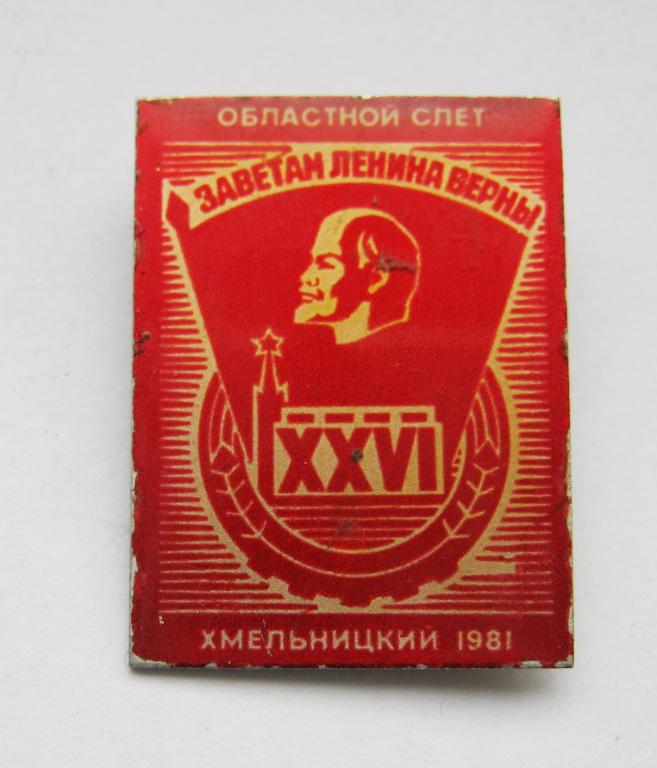 ОБЛАСТНОЙ СЛЕТ
ЗАВЕТАМ ЛЕНИНА ВЕРНЫ
XXVI
ХМЕЛЬНИЦКИЙ 1981